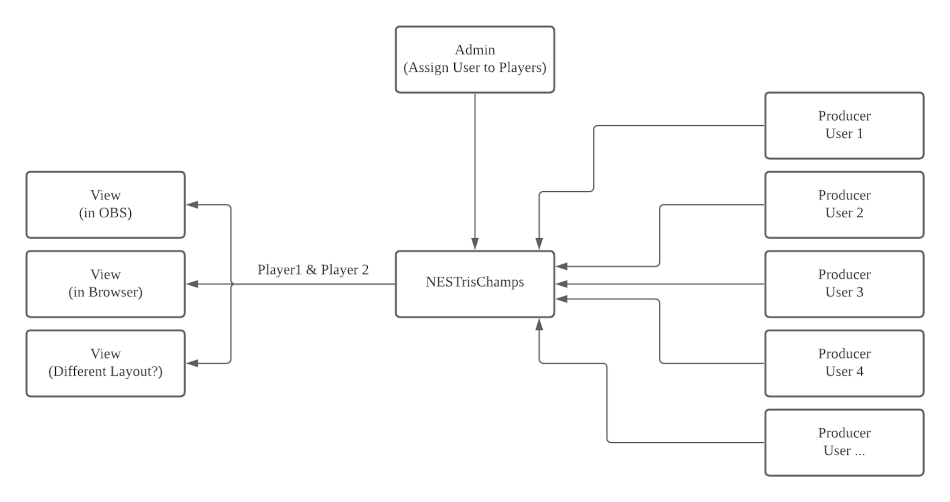 Admin
(Assign User to Players)
Producer
User 1
View
(in OBS)
Producer
User 2
Player1 & Player 2
View
(in Browser)
NESTrisChamps
Producer
User 3
View
(Different Layout?)
Producer
User 4
Producer
User ...